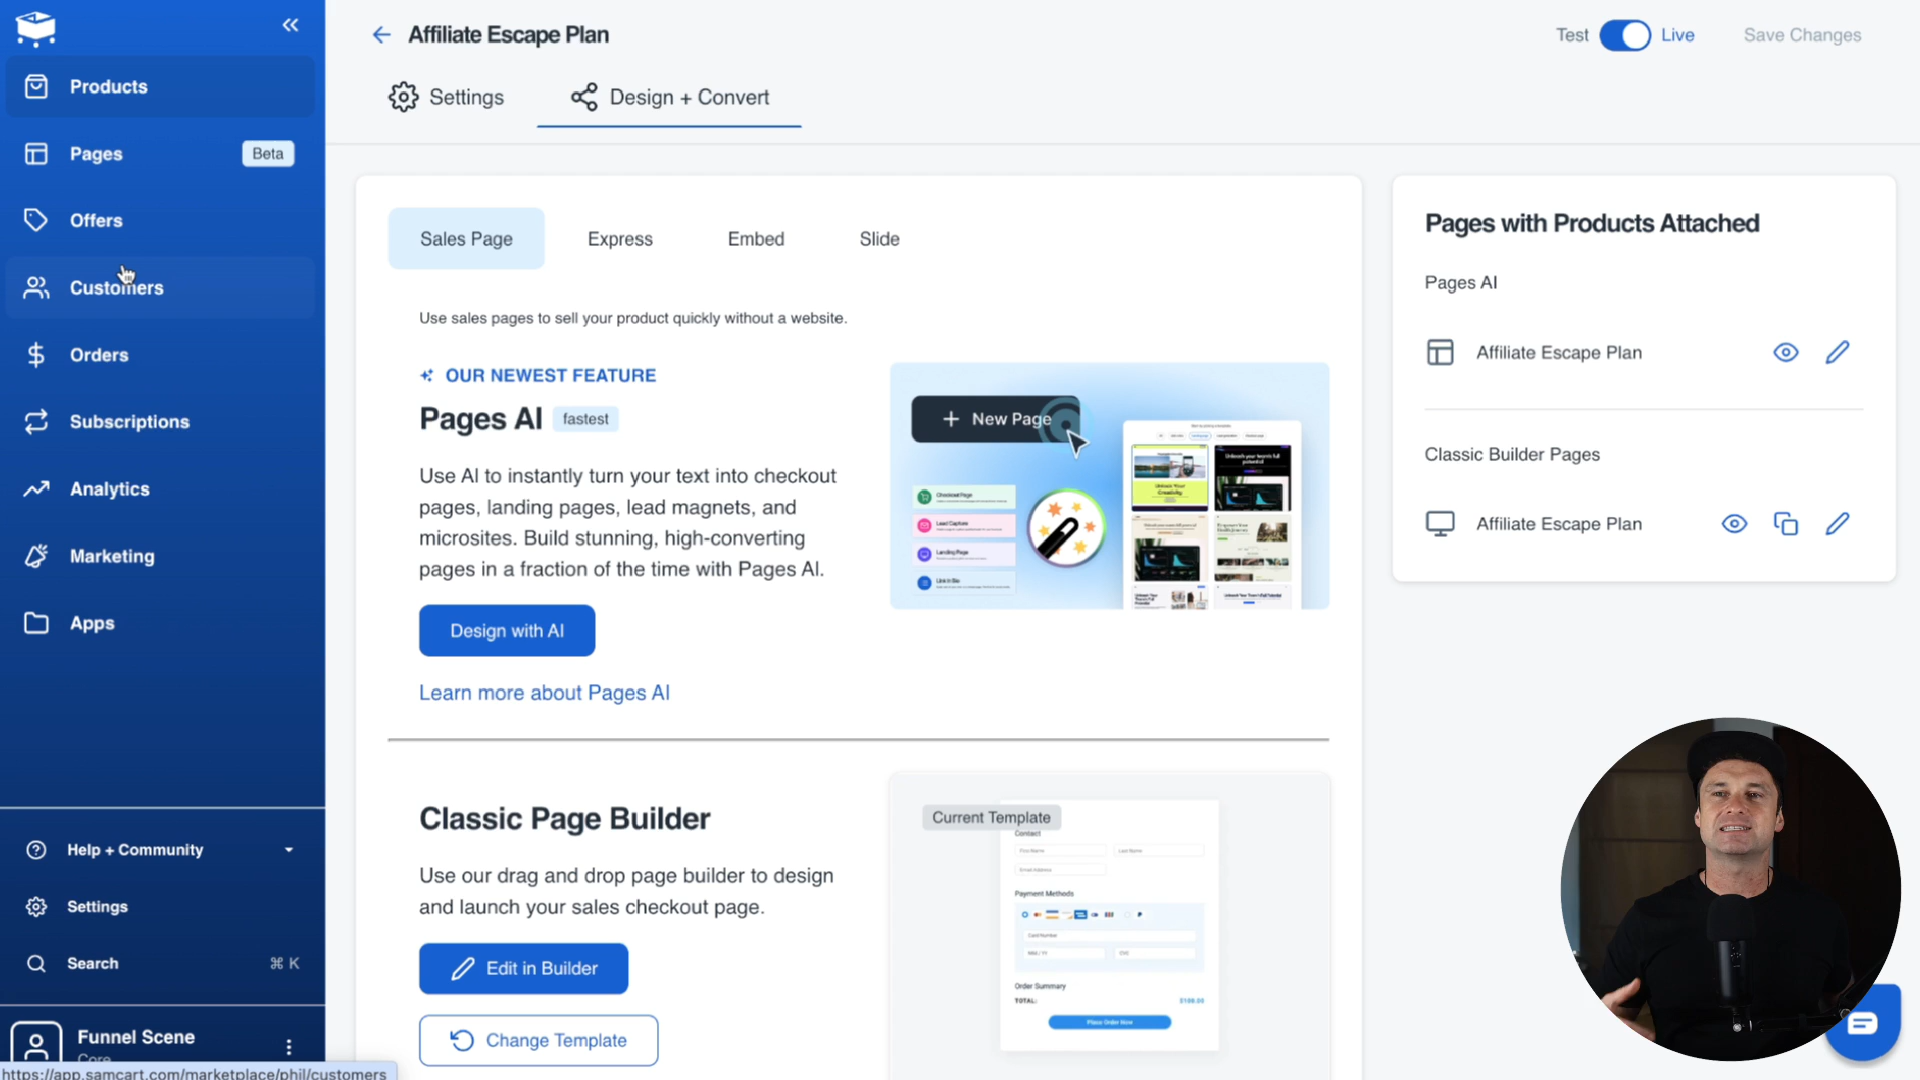 Products
Pages
Beta
Offers
Customers
Orders
Subscriptions
Analytics
Marketing
Apps
Help + Community
Settings
Search
⌘ K
Funnel Scene
Core
https://app.samcart.com/marketplace/phil/customers
Affiliate Escape Plan
Test
Live
Save Changes
Settings
Design + Convert
Sales Page
Express
Embed
Slide
Use sales pages to sell your product quickly without a website.
OUR NEWEST FEATURE
Pages AI
fastest
Use AI to instantly turn your text into checkout
pages, landing pages, lead magnets, and
microsites. Build stunning, high-converting
pages in a fraction of the time with Pages AI.
Design with AI
Learn more about Pages AI
New Page
Checkout Page
Lead Capture
Landing Page
Link in Bio
Classic Page Builder
Use our drag and drop page builder to design
and launch your sales checkout page.
Edit in Builder
Change Template
Current Template
Contact
First Name
Last Name
Email Address
Payment Methods
Card Number
MM / YY
CVC
Order Summary
TOTAL:
Place Order Now
Pages with Products Attached
Pages AI
Affiliate Escape Plan
Classic Builder Pages
Affiliate Escape Plan